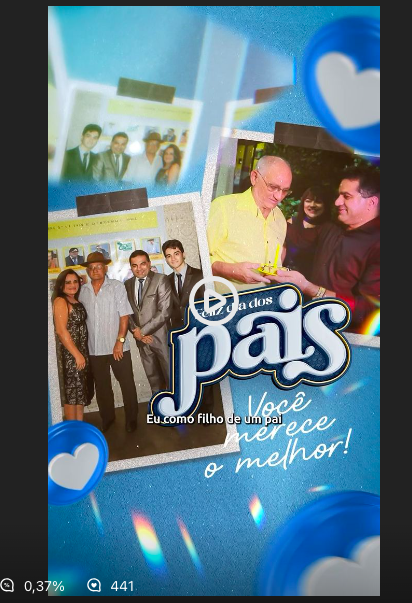 Feliz dia dos
pais
Eu como filho de um pai
Você
merece
o melhor!
0,37%
441